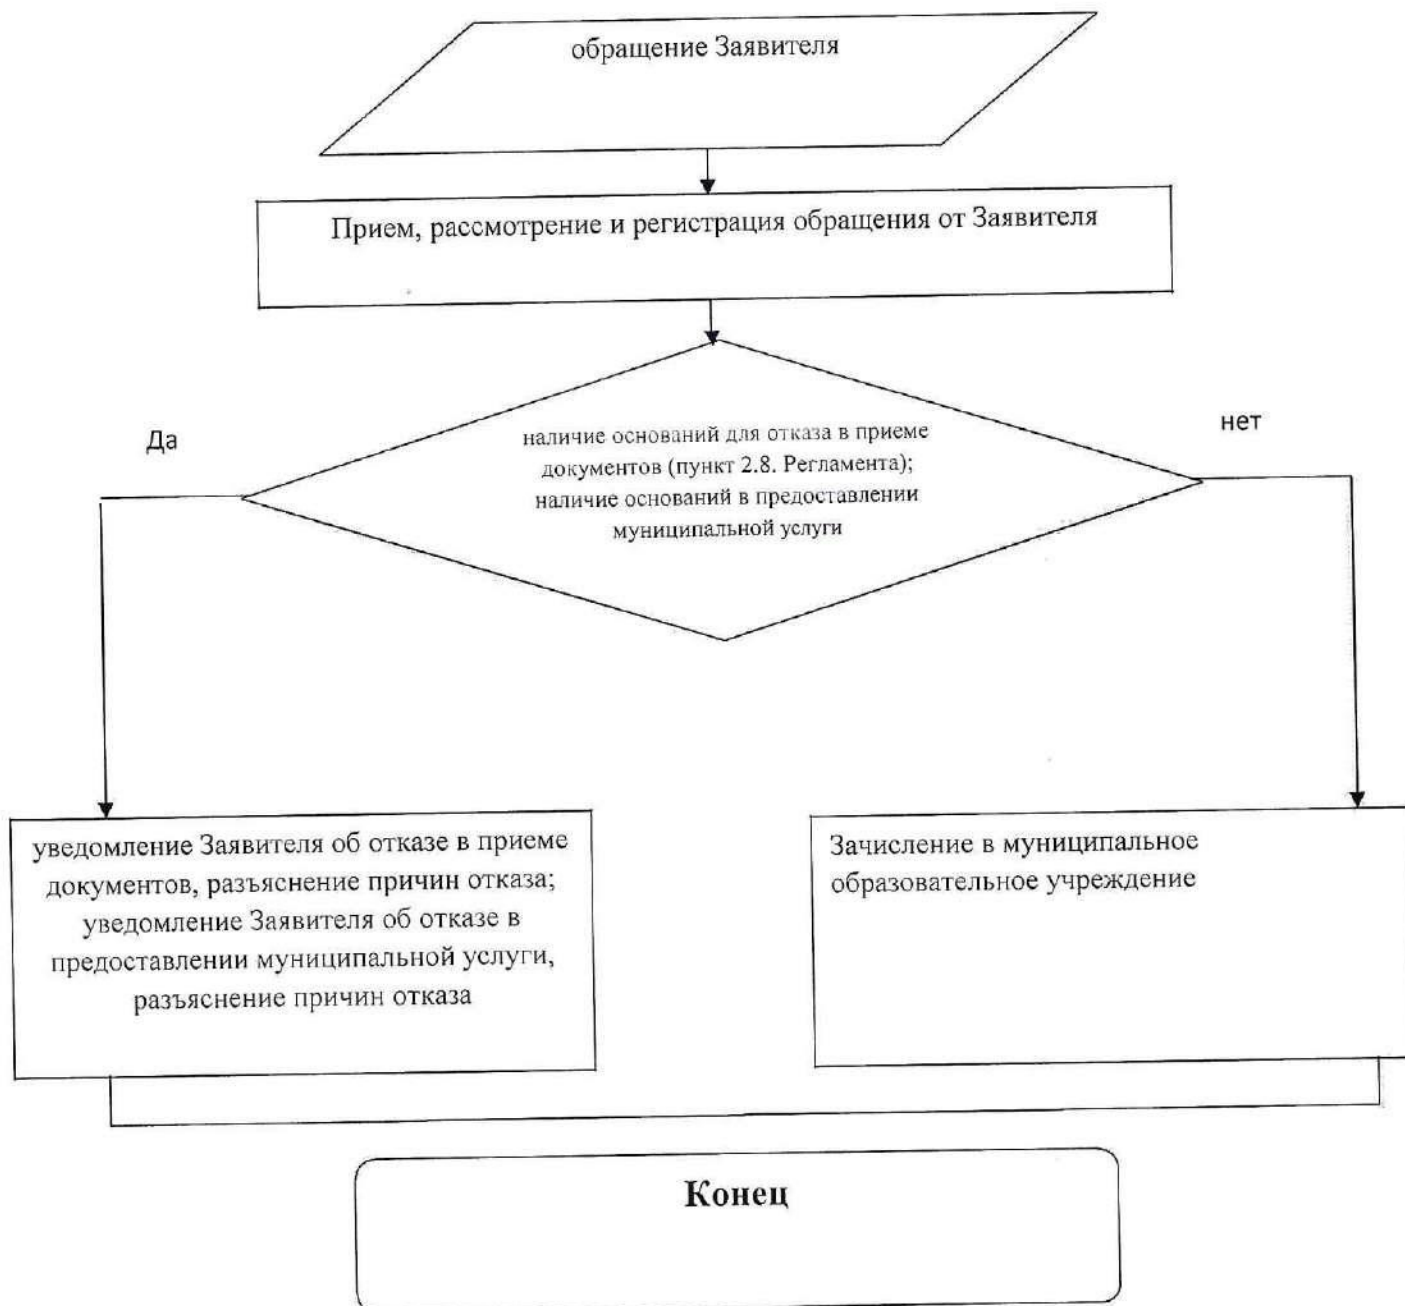 обращение Заявителя
Прием, рассмотрение и регистрация обращения от Заявителя
Да
нет
наличие оснований для отказа в приеме
документов (пункт 2.8. Регламента);
наличие оснований в предоставлении
муниципальной услуги
уведомление Заявителя об отказе в приеме
документов, разъяснение причин отказа;
уведомление Заявителя об отказе в
предоставлении муниципальной услуги,
разъяснение причин отказа
Зачисление в муниципальное
образовательное учреждение
Конец